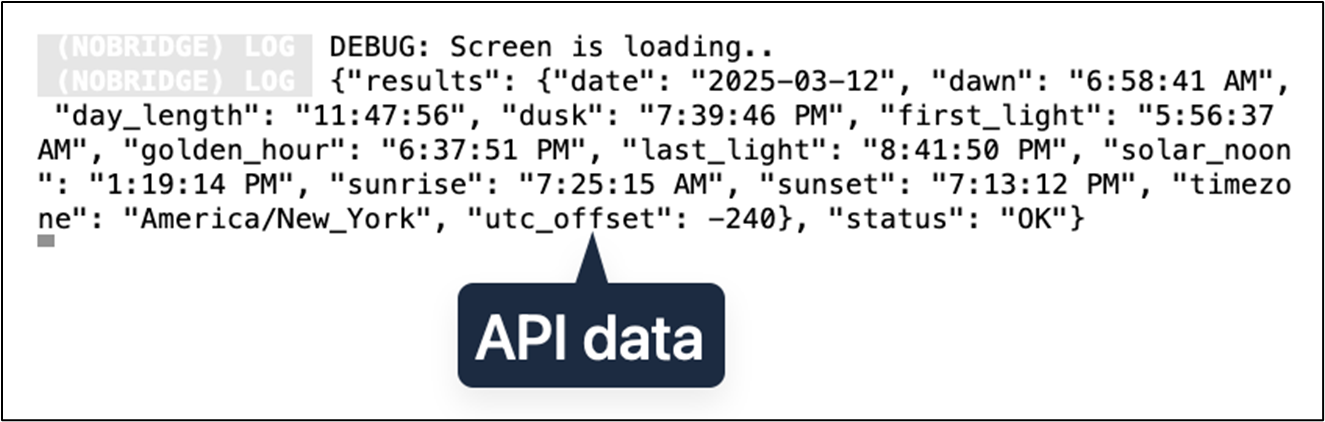 (NOBRIDGE) LOG DEBUG: Screen is loading..
(NOBRIDGE) LOG {"results": {"date": "2025-03-12", "dawn": "6:58:41 AM",
"day_length": "11:47:56", "dusk": "7:39:46 PM", "first_light": "5:56:37
AM", "golden_hour": "6:37:51 PM", "last_light": "8:41:50 PM", "solar_noon
": "1:19:14 PM", "sunrise": "7:25:15 AM", "sunset": "7:13:12 PM", "timezo
ne": "America/New_York", "utc_offset": -240}, "status": "OK"}
API data